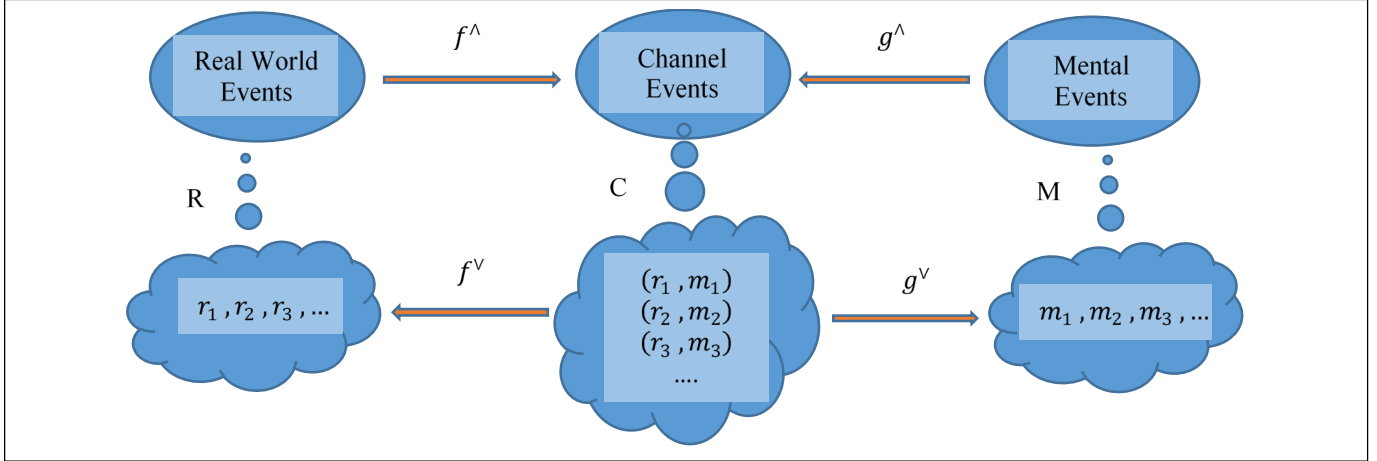 f^ g^
Real World
Events
Channel
Events
Mental
Events
R C M
f^∨ g^∨
r₁ , r₂ , r₃ , ...
(r₁ , m₁)
(r₂ , m₂)
(r₃ , m₃)
....
m₁ , m₂ , m₃ , ...